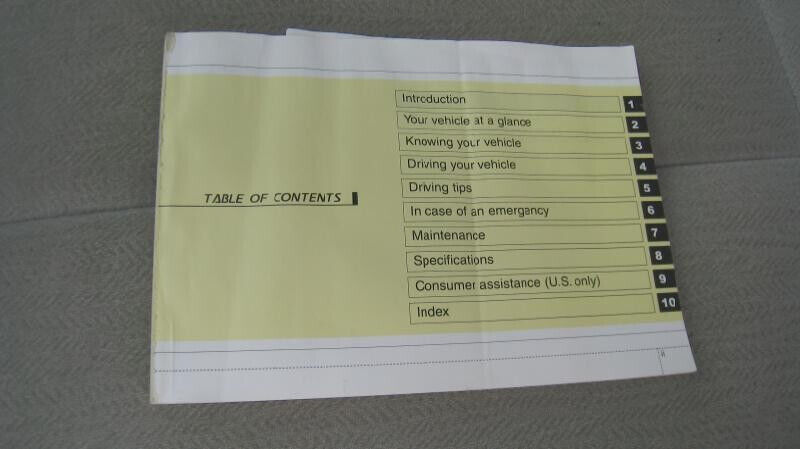 TABLE OF CONTENTS
Introduction 1
Your vehicle at a glance 2
Knowing your vehicle 3
Driving your vehicle 4
Driving tips 5
In case of an emergency 6
Maintenance 7
Specifications 8
Consumer assistance (U.S. only) 9
Index 10
ii